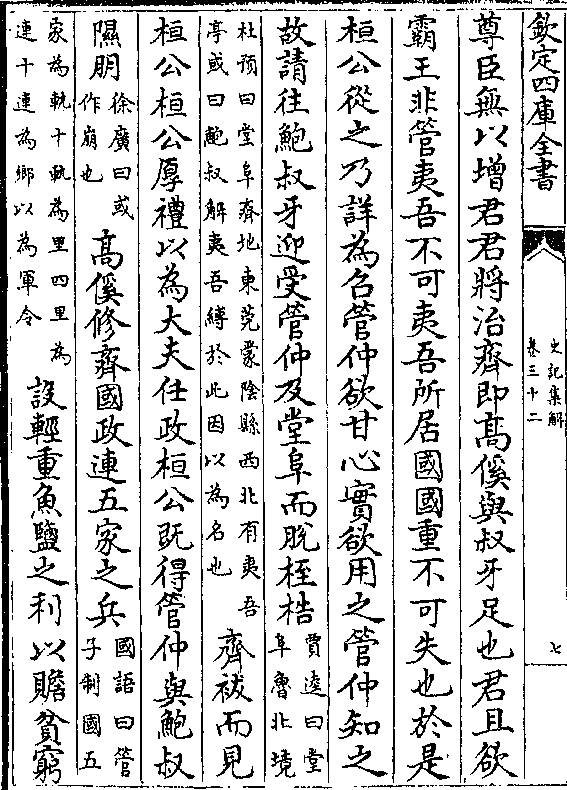 欽定四庫全書
史記集解
卷三十二
七
尊臣無以增君君將治齊即髙傒與叔牙足也君且欲
霸王非管夷吾不可夷吾所居國國重不可失也於是
桓公從之乃詳為召管仲欲甘心實欲用之管仲知之
故請往鮑叔牙迎受管仲及堂阜而脫桎梏
賈逵曰堂
阜魯北境
杜預曰堂阜齊地東莞蒙陰縣西北有夷吾
亭或曰鮑叔解夷吾縛於此因以為名也
齊祓而見
桓公桓公厚禮以為大夫任政桓公既得管仲與鮑叔
隰朋
徐廣曰或
作崩也
髙傒修齊國政連五家之兵
國語曰管
子制國五
家為軌十軌為里四里為
連十連為鄉以為軍令
設輕重魚鹽之利以贍貧窮